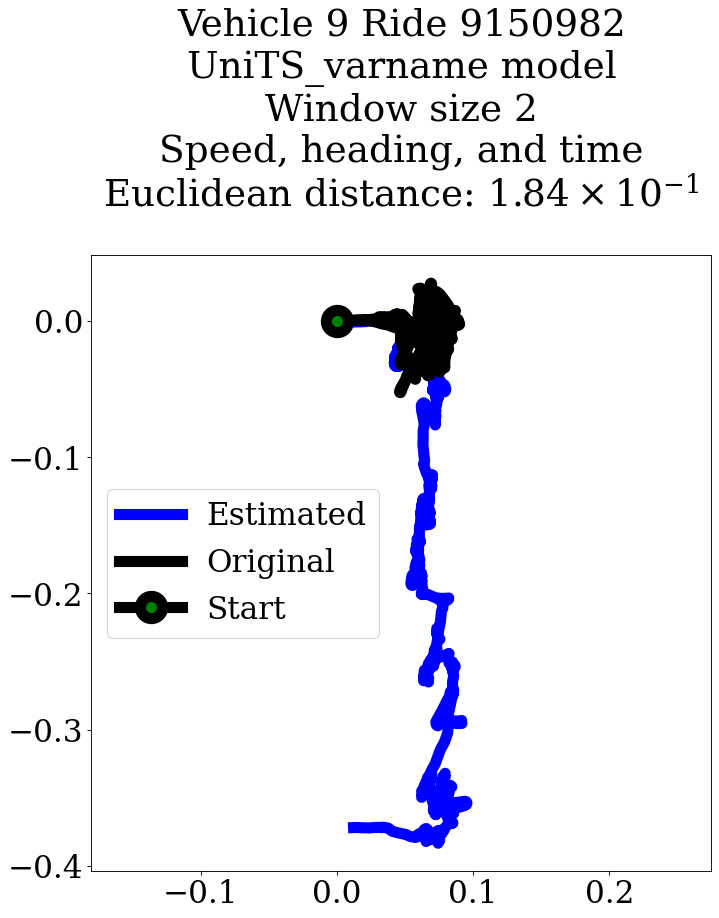 Vehicle 9 Ride 9150982
UniTS_varname model
Window size 2
Speed, heading, and time
Euclidean distance: 1.84 × 10⁻¹
0.0
−0.1
−0.2
−0.3
−0.4
Estimated
Original
Start
−0.1
0.0
0.1
0.2